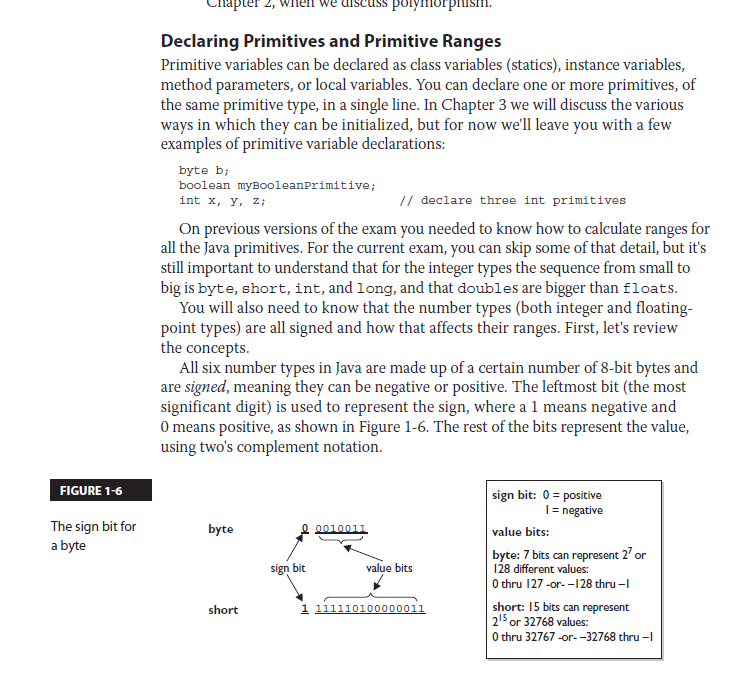 Chapter 2, when we discuss polymorphism.
Declaring Primitives and Primitive Ranges
Primitive variables can be declared as class variables (statics), instance variables,
method parameters, or local variables. You can declare one or more primitives, of
the same primitive type, in a single line. In Chapter 3 we will discuss the various
ways in which they can be initialized, but for now we'll leave you with a few
examples of primitive variable declarations:
byte b;
boolean myBooleanPrimitive;
int x, y, z; // declare three int primitives
On previous versions of the exam you needed to know how to calculate ranges for
all the Java primitives. For the current exam, you can skip some of that detail, but it's
still important to understand that for the integer types the sequence from small to
big is byte, short, int, and long, and that doubles are bigger than floats.
You will also need to know that the number types (both integer and floating-
point types) are all signed and how that affects their ranges. First, let's review
the concepts.
All six number types in Java are made up of a certain number of 8-bit bytes and
are signed, meaning they can be negative or positive. The leftmost bit (the most
significant digit) is used to represent the sign, where a 1 means negative and
0 means positive, as shown in Figure 1-6. The rest of the bits represent the value,
using two's complement notation.
FIGURE 1-6
The sign bit for
a byte
byte 0 0010011
sign bit value bits
short 1 111110100000011
sign bit: 0 = positive
1 = negative
value bits:
byte: 7 bits can represent 2⁷ or
128 different values:
0 thru 127 -or- –128 thru –1
short: 15 bits can represent
2¹⁵ or 32768 values:
0 thru 32767 -or- –32768 thru –1